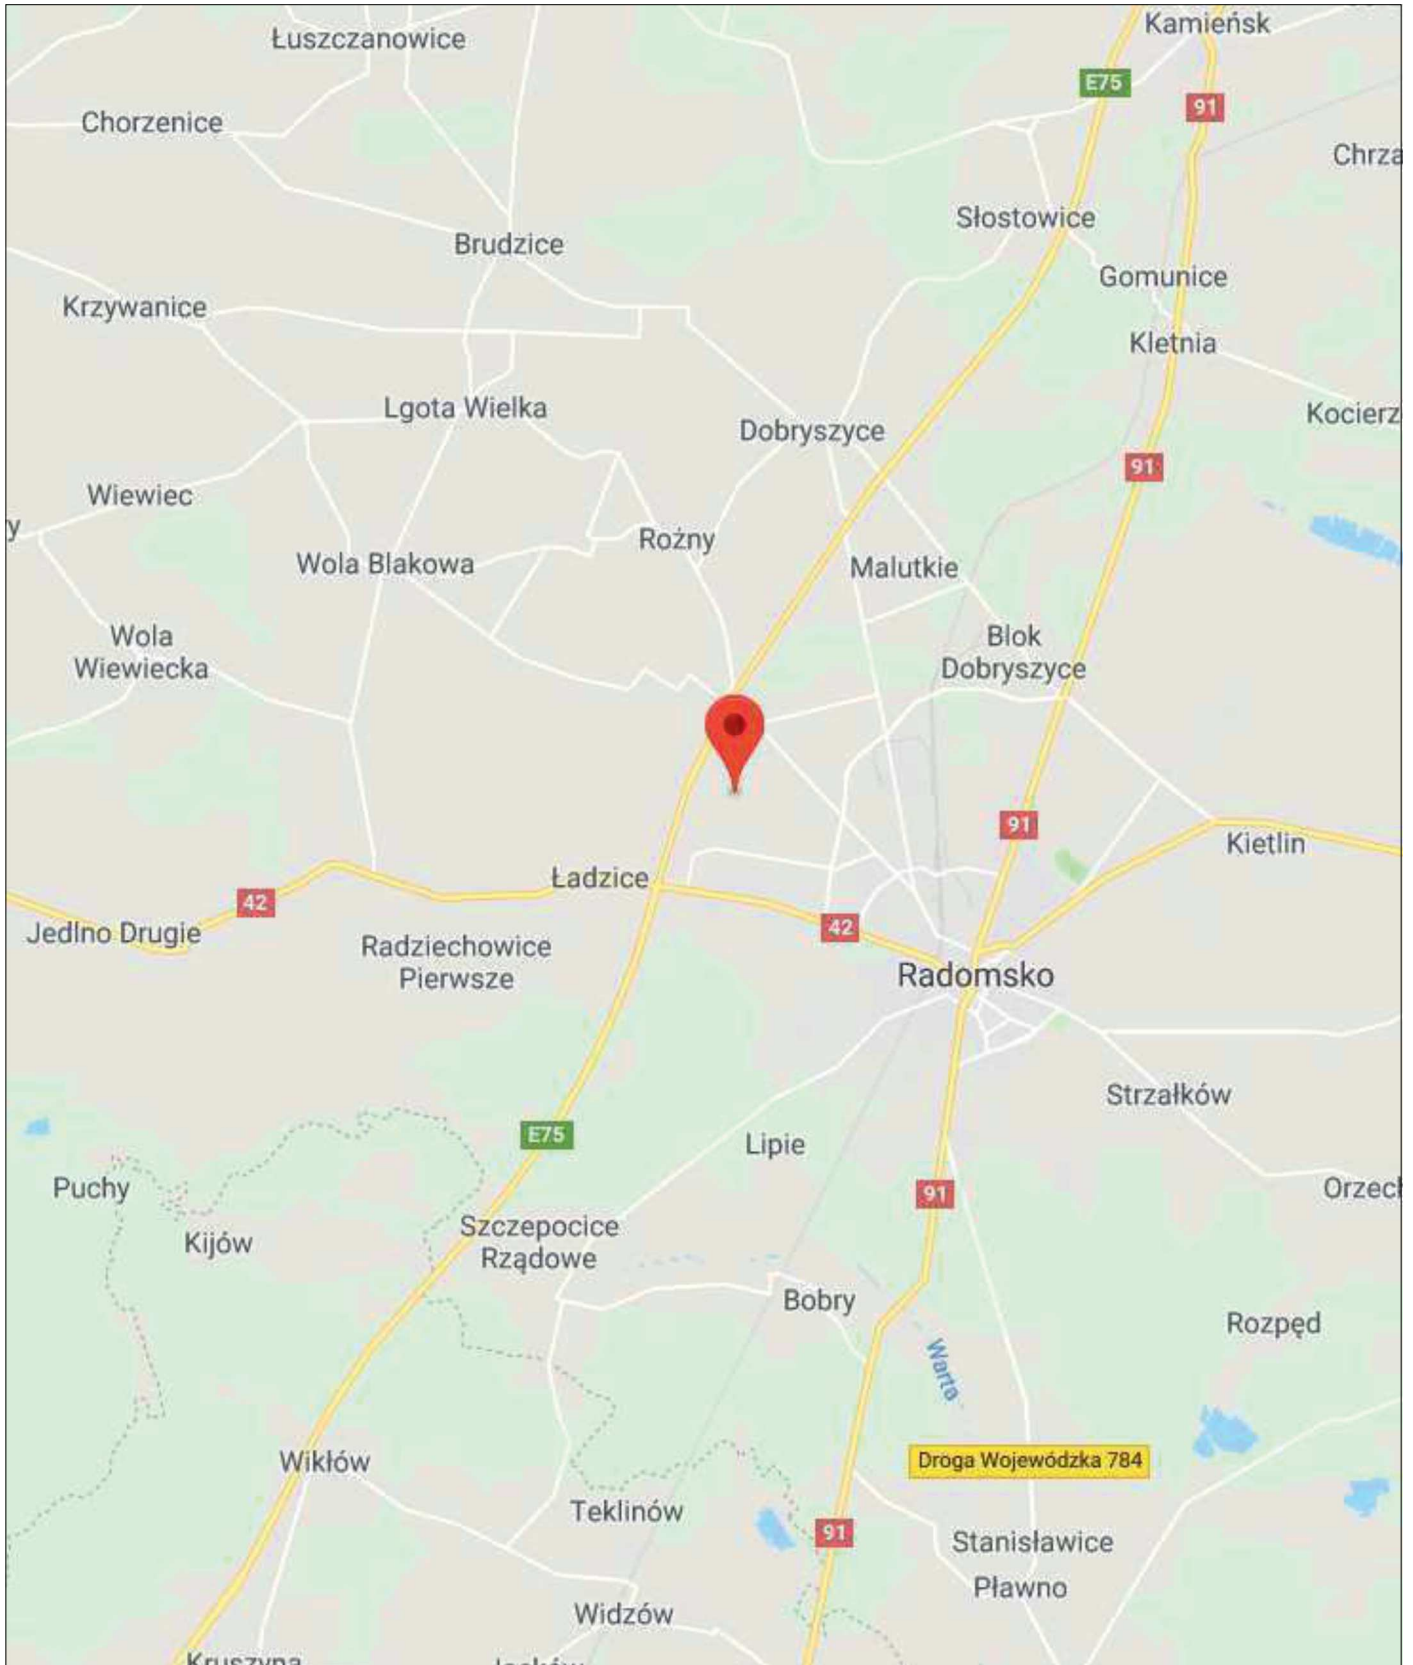 Kamieńsk
Łuszczanowice
E75
91
Chorzenice
Chrza
Słostowice
Brudzice
Gomunice
Krzywanice
Kletnia
Lgota Wielka
Kocierz
Dobryszyce
91
Wiewiec
y
Rożny
Wola Blakowa
Malutkie
Wola
Wiewiecka
Blok
Dobryszyce
91
Kietlin
Ładzice
42
42
Jedlno Drugie
Radziechowice
Pierwsze
Radomsko
Strzałków
E75
Lipie
Puchy
91
Orzech
Kijów
Szczepocice
Rządowe
Bobry
Rozpęd
Warta
Wikłów
Droga Wojewódzka 784
Teklinów
91
Stanisławice
Pławno
Widzów
Kruszyna